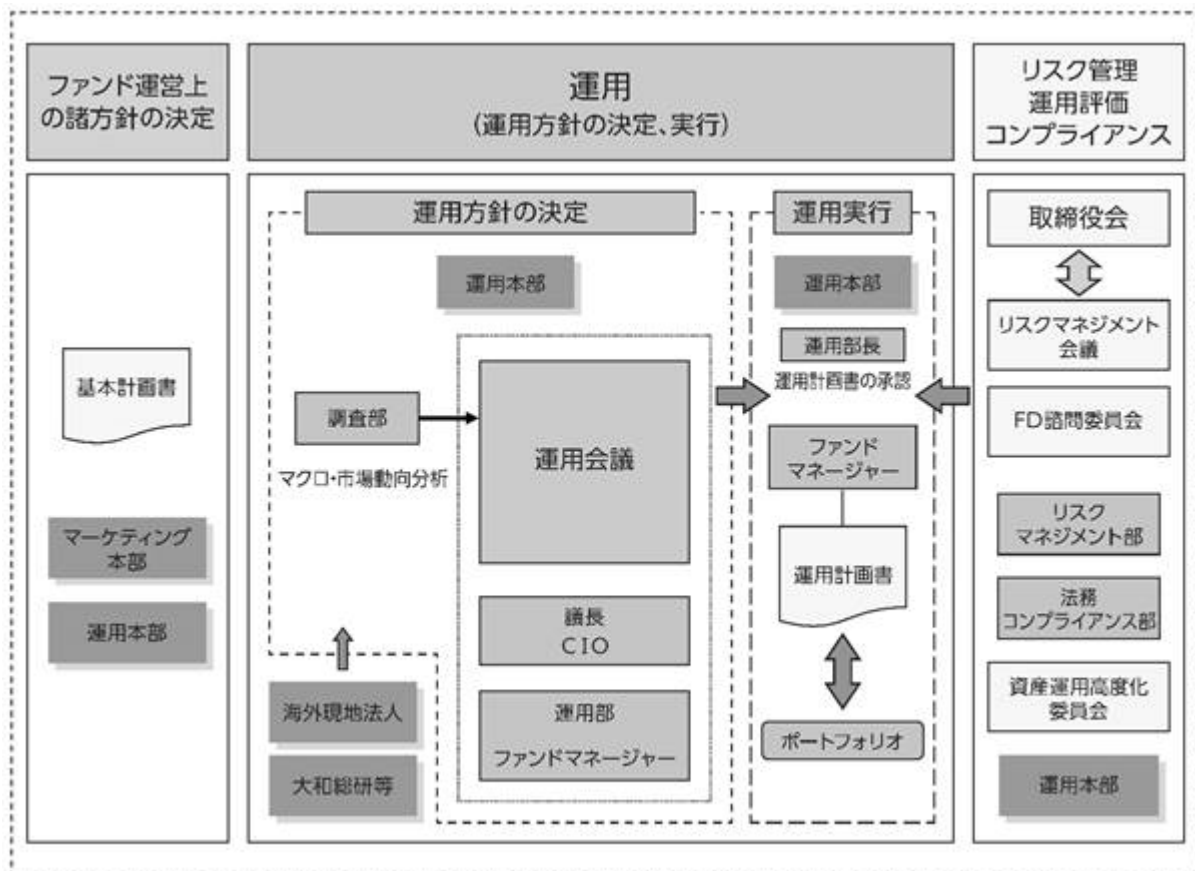 ファンド運営上
の諸方針の決定
運用
(運用方針の決定、実行)
リスク管理
運用評価
コンプライアンス
基本計画書
マーケティング
本部
運用本部
運用方針の決定
運用本部
調査部
マクロ・市場動向分析
運用会議
議長
CIO
運用部
ファンドマネージャー
海外現地法人
大和総研等
運用実行
運用本部
運用部長
運用計画書の承認
ファンド
マネージャー
運用計画書
ポートフォリオ
取締役会
リスクマネジメント
会議
FD諮問委員会
リスク
マネジメント部
法務
コンプライアンス部
資産運用高度化
委員会
運用本部